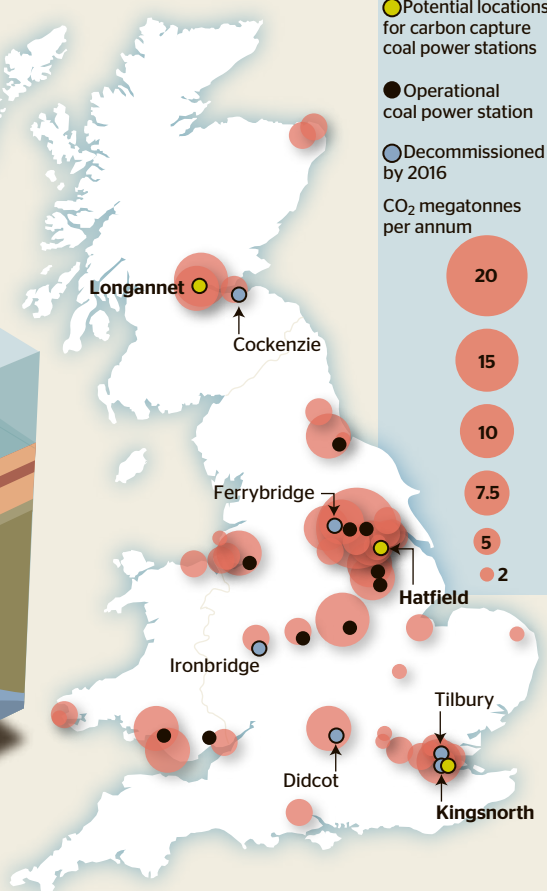 Potential locations
for carbon capture
coal power stations
Operational
coal power station
Decommissioned
by 2016
CO₂ megatonnes
per annum
20
15
10
7.5
5
2
Longannet
Cockenzie
Ferrybridge
Hatfield
Ironbridge
Tilbury
Didcot
Kingsnorth